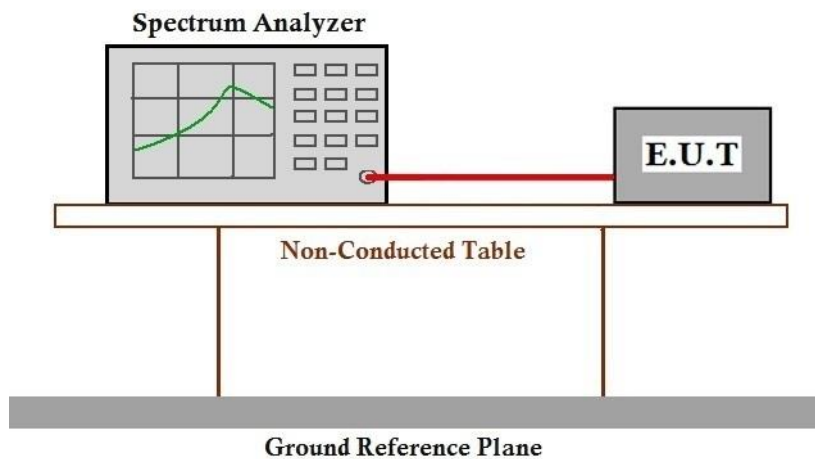 Spectrum Analyzer
E.U.T
Non-Conducted Table
Ground Reference Plane